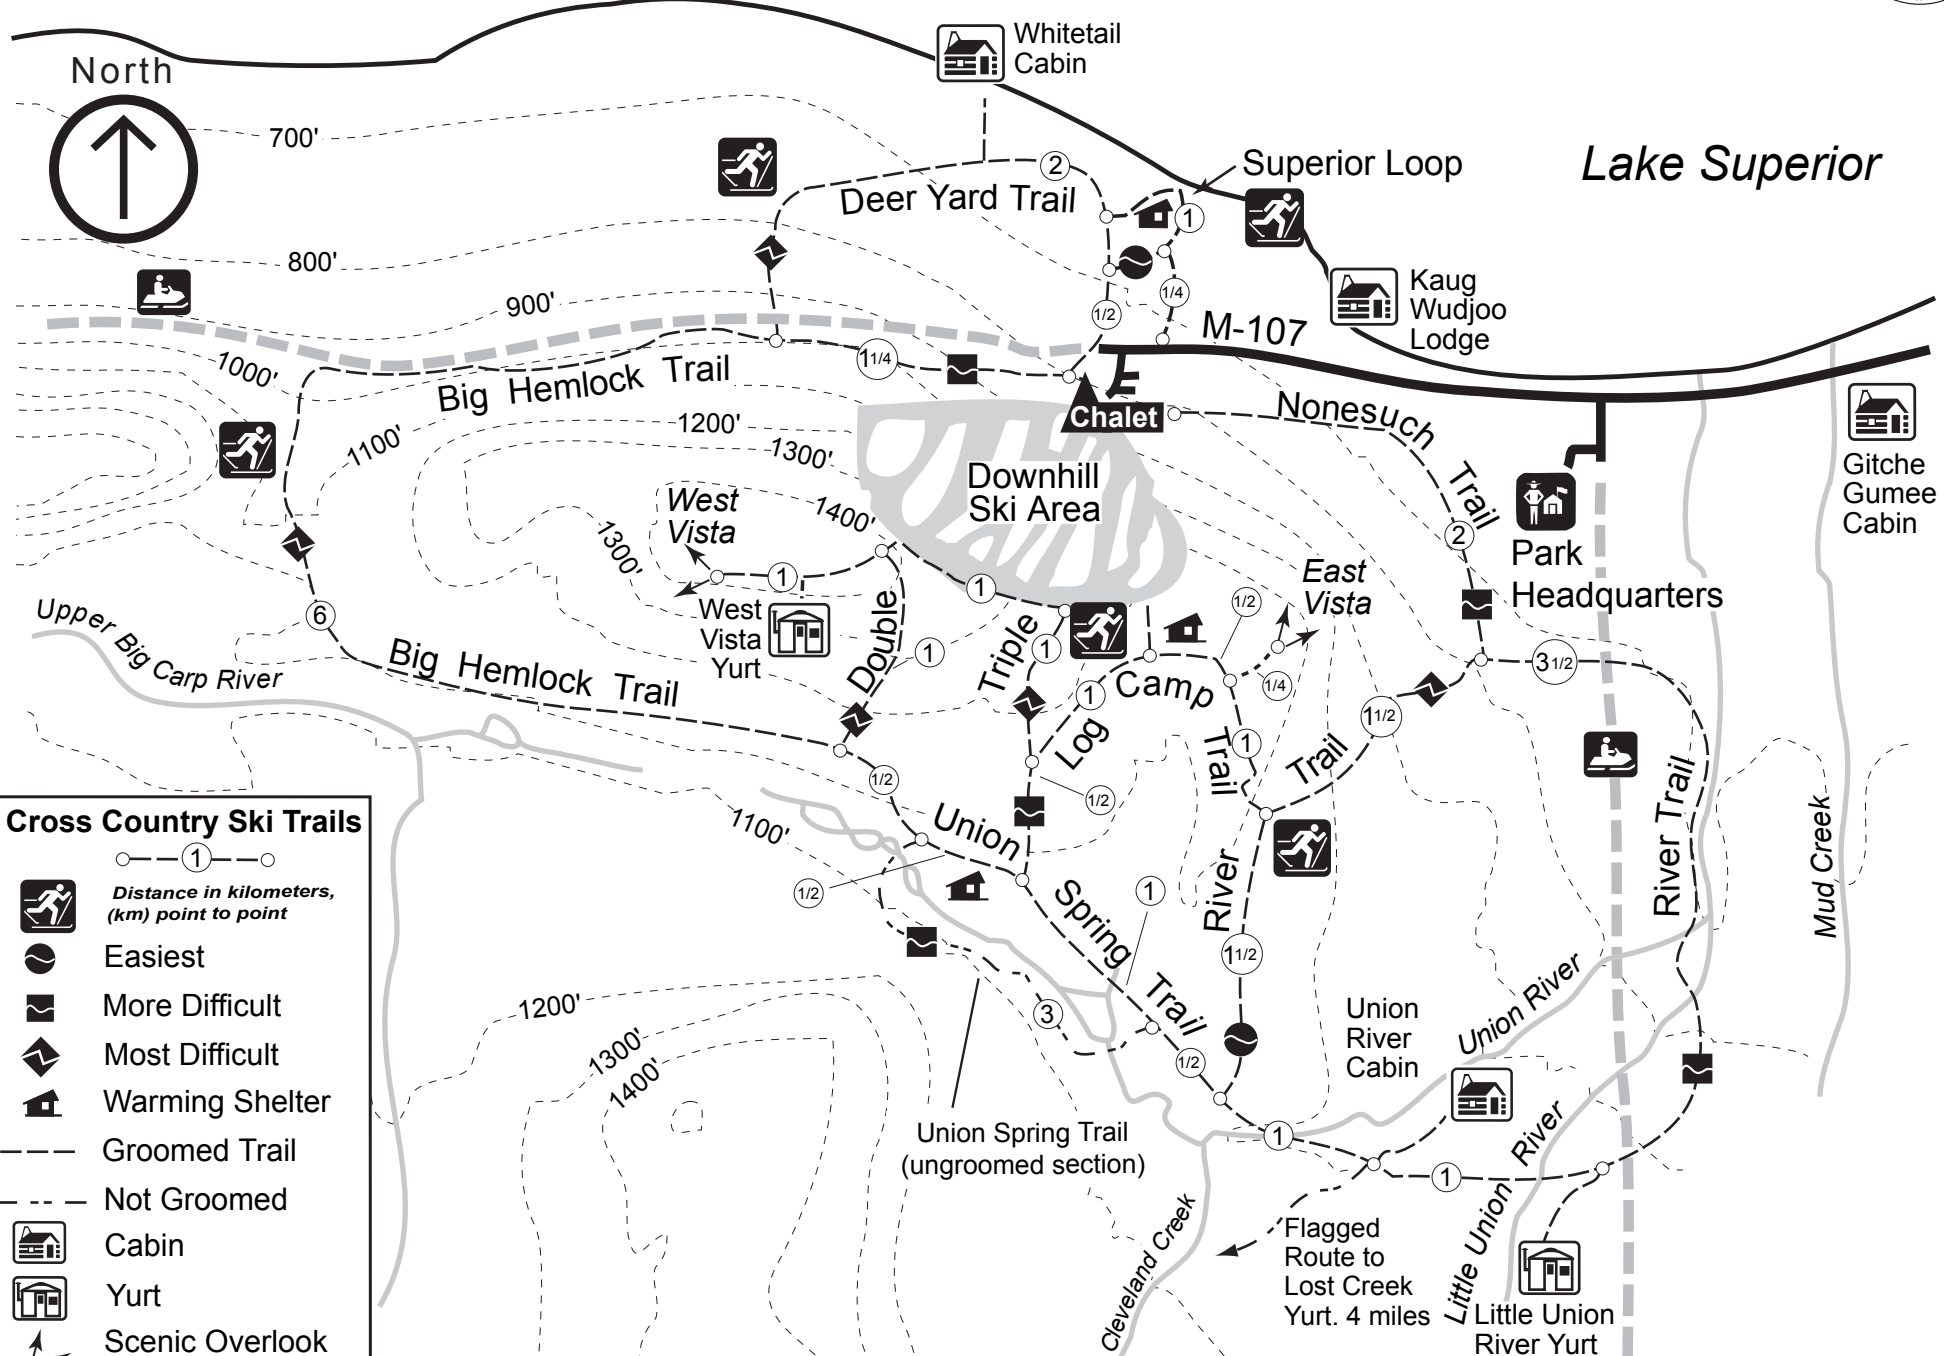 Whitetail
Cabin
North
700'
Lake Superior
Superior Loop
2
Deer Yard Trail
1
800'
Kaug
Wudjoo
Lodge
900'
1/4
1/2
M-107
1000'
1 1/4
Big Hemlock Trail
Chalet
Nonesuch
Trail
1100'
1200'
1300'
1400'
Downhill
Ski Area
West
Vista
1300'
2
Park
Headquarters
Gitche
Gumee
Cabin
East
Vista
1
1
1/2
West
Vista
Yurt
Double
1
Triple
1
6
Upper Big Carp River
Big Hemlock Trail
Log
Camp
Trail
1
1/4
1
3 1/2
1 1/2
Trail
River
1/2
1/2
1100'
Union
Spring
Trail
1/2
1
1 1/2
River Trail
Mud Creek
Cross Country Ski Trails
1
Distance in kilometers,
(km) point to point
Easiest
More Difficult
Most Difficult
Warming Shelter
Groomed Trail
Not Groomed
Cabin
Yurt
Scenic Overlook
1200'
1300'
1400'
3
1/2
Union
River
Cabin
Union River
Union Spring Trail
(ungroomed section)
1
1
Little Union River
Cleveland Creek
Flagged
Route to
Lost Creek
Yurt. 4 miles
Little Union
River Yurt